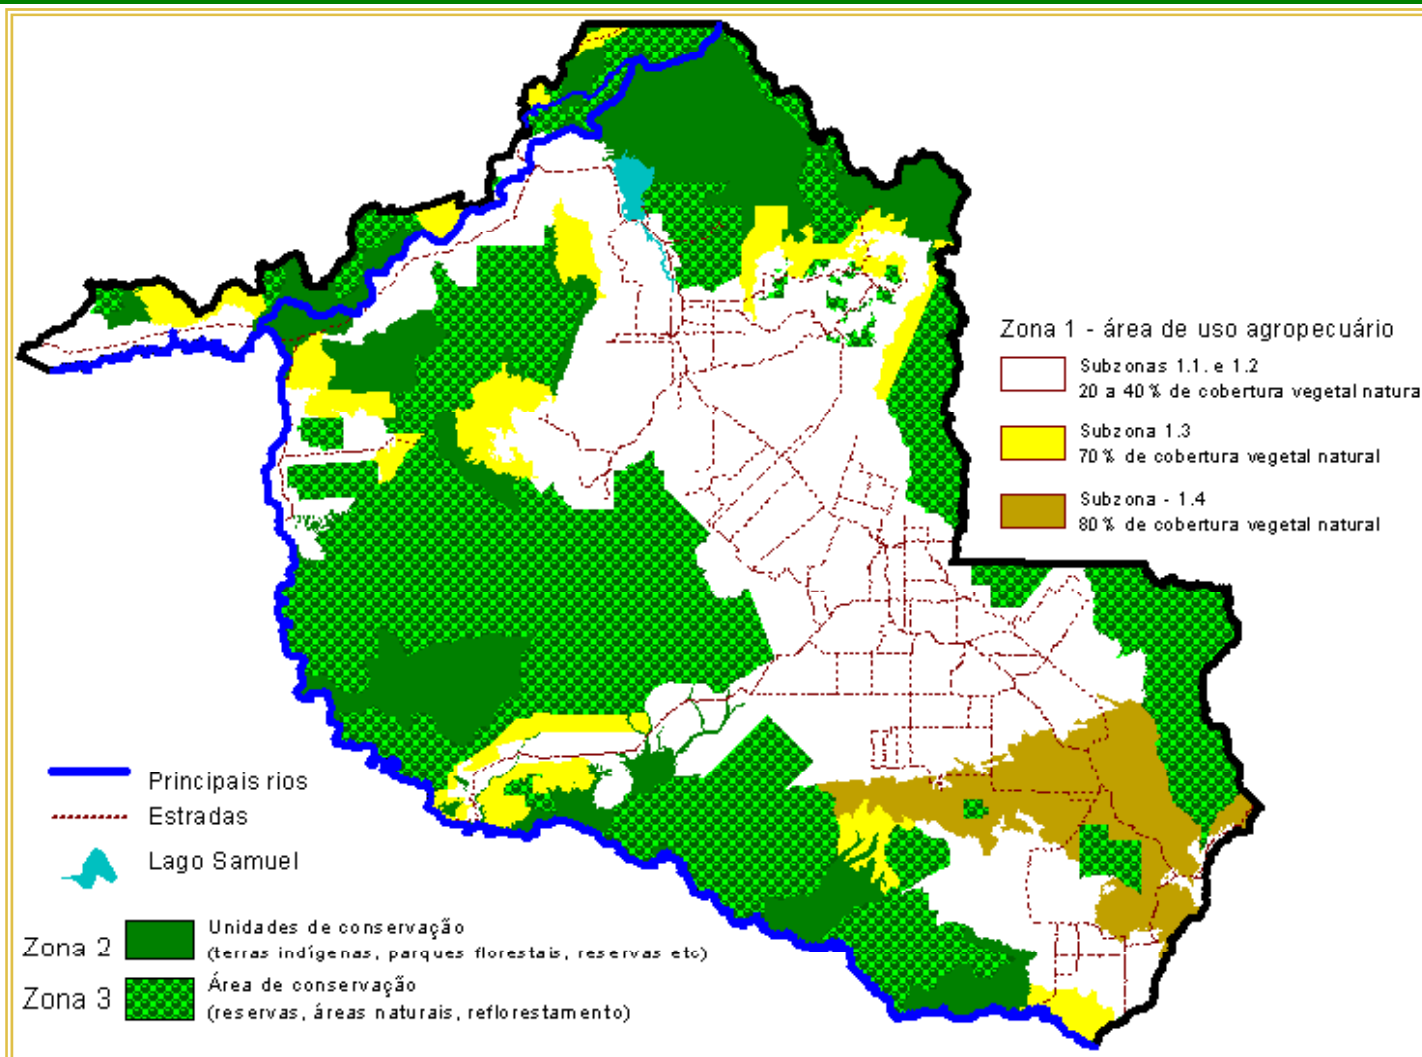 Zona 1 - área de uso agropecuário
Subzonas 1.1. e 1.2
20 a 40% de cobertura vegetal natura
Subzona 1.3
70% de cobertura vegetal natural
Subzona - 1.4
80% de cobertura vegetal natural
Principais rios
Estradas
Lago Samuel
Zona 2
Unidades de conservação
(terras indígenas, parques florestais, reservas etc)
Zona 3
Área de conservação
(reservas, áreas naturais, reflorestamento)